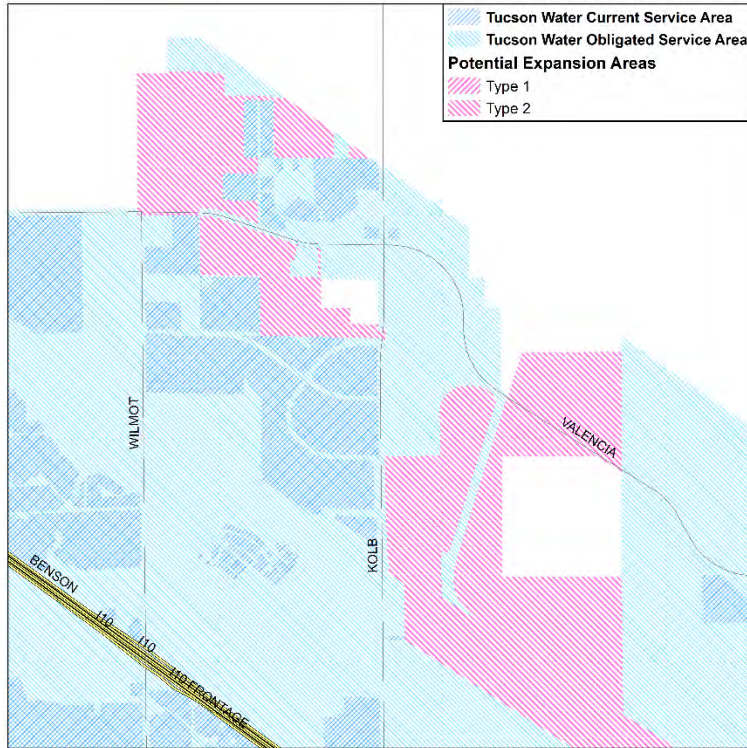 Tucson Water Current Service Area
Tucson Water Obligated Service Area
Potential Expansion Areas
Type 1
Type 2
WILMOT
VALENCIA
KOLB
BENSON
I10
I10
I10 FRONTAGE